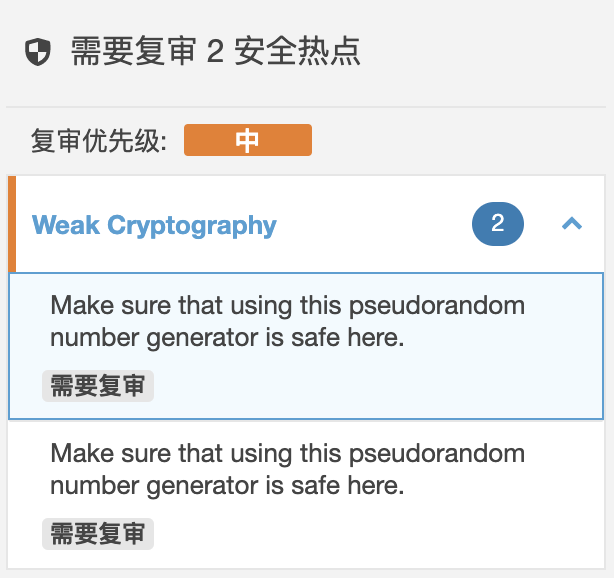 需要复审 2 安全热点
复审优先级: 中
Weak Cryptography 2
Make sure that using this pseudorandom
number generator is safe here.
需要复审
Make sure that using this pseudorandom
number generator is safe here.
需要复审